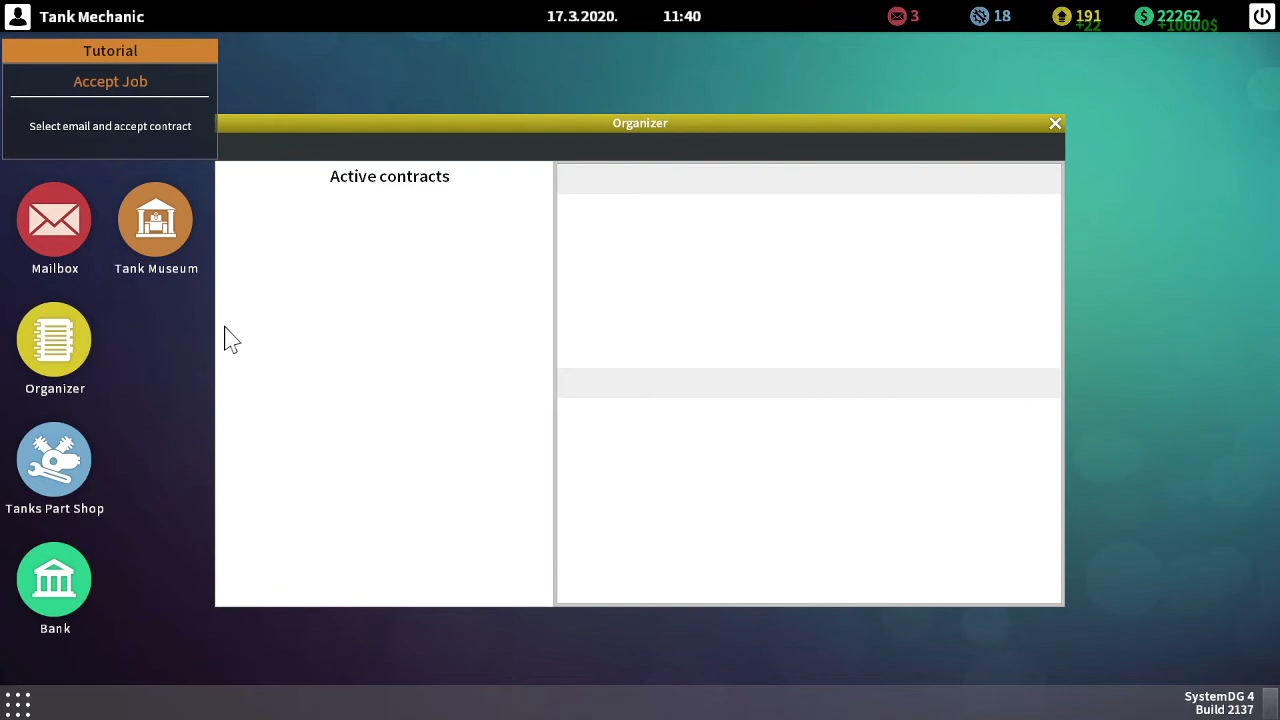 Tank Mechanic
17.3.2020.
11:40
3
18
191
+22
22262
+10000$
Tutorial
Accept Job
Select email and accept contract
Organizer
Active contracts
Mailbox
Tank Museum
Organizer
Tanks Part Shop
Bank
SystemDG 4
Build 2137